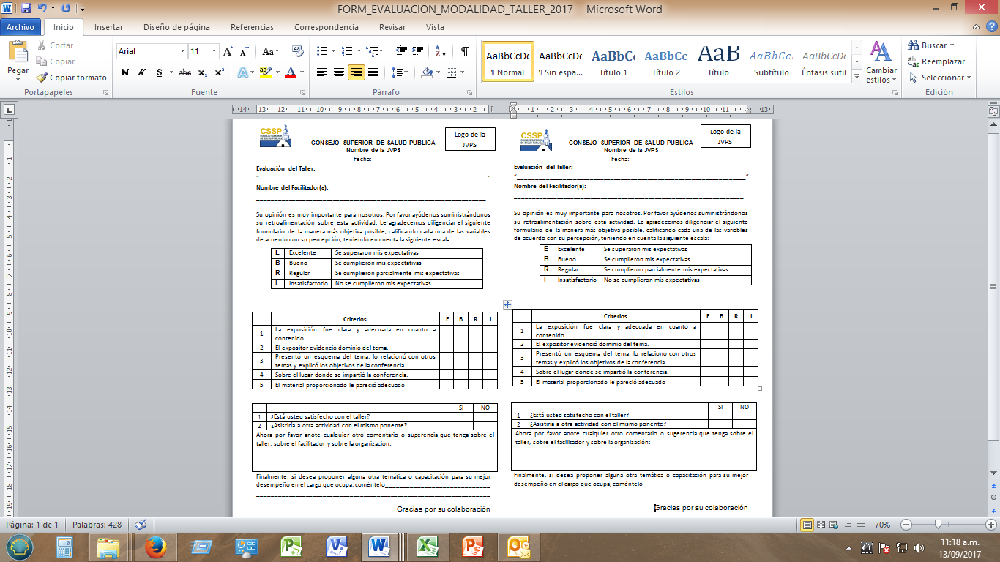 FORM_EVALUACION_MODALIDAD_TALLER_2017 - Microsoft Word
Archivo Inicio Insertar Diseño de página Referencias Correspondencia Revisar Vista
Pegar
Cortar
Copiar
Copiar formato
Portapapeles
Arial 11
N K S abc x₂ x²
Fuente
Párrafo
AaBbCcDc AaBbCcDc AaBbCc AaBbCc AaB AaBbCc. AaBbCcDc
¶ Normal ¶ Sin espa... Título 1 Título 2 Título Subtítulo Énfasis sutil
Estilos
Cambiar estilos
Buscar
Reemplazar
Seleccionar
Edición
CSSP
CONSEJO SUPERIOR DE SALUD PÚBLICA
Nombre de la JVPS
Logo de la
JVPS
Fecha: ________________________________
Evaluación del Taller:
"_______________________________________________________________"
Nombre del Facilitador(a):
_______________________________________________________________
Su opinión es muy importante para nosotros. Por favor ayúdenos suministrándonos
su retroalimentación sobre esta actividad. Le agradecemos diligenciar el siguiente
formulario de la manera más objetiva posible, calificando cada una de las variables
de acuerdo con su percepción, teniendo en cuenta la siguiente escala:
E Excelente Se superaron mis expectativas
B Bueno Se cumplieron mis expectativas
R Regular Se cumplieron parcialmente mis expectativas
I Insatisfactorio No se cumplieron mis expectativas
Criterios E B R I
1 La exposición fue clara y adecuada en cuanto a
contenido.
2 El expositor evidenció dominio del tema.
3 Presentó un esquema del tema, lo relacionó con otros
temas y explicó los objetivos de la conferencia
4 Sobre el lugar donde se impartió la conferencia.
5 El material proporcionado le pareció adecuado
SI NO
1 ¿Está usted satisfecho con el taller?
2 ¿Asistiría a otra actividad con el mismo ponente?
Ahora por favor anote cualquier otro comentario o sugerencia que tenga sobre el
taller, sobre el facilitador y sobre la organización:
Finalmente, si desea proponer alguna otra temática o capacitación para su mejor
desempeño en el cargo que ocupa, coméntelo_____________________________
________________________________________________________________
Gracias por su colaboración
CSSP
CONSEJO SUPERIOR DE SALUD PÚBLICA
Nombre de la JVPS
Logo de la
JVPS
Fecha: ________________________________
Evaluación del Taller:
"_______________________________________________________________"
Nombre del Facilitador(a):
_______________________________________________________________
Su opinión es muy importante para nosotros. Por favor ayúdenos suministrándonos
su retroalimentación sobre esta actividad. Le agradecemos diligenciar el siguiente
formulario de la manera más objetiva posible, calificando cada una de las variables
de acuerdo con su percepción, teniendo en cuenta la siguiente escala:
E Excelente Se superaron mis expectativas
B Bueno Se cumplieron mis expectativas
R Regular Se cumplieron parcialmente mis expectativas
I Insatisfactorio No se cumplieron mis expectativas
Criterios E B R I
1 La exposición fue clara y adecuada en cuanto a
contenido.
2 El expositor evidenció dominio del tema.
3 Presentó un esquema del tema, lo relacionó con otros
temas y explicó los objetivos de la conferencia
4 Sobre el lugar donde se impartió la conferencia.
5 El material proporcionado le pareció adecuado
SI NO
1 ¿Está usted satisfecho con el taller?
2 ¿Asistiría a otra actividad con el mismo ponente?
Ahora por favor anote cualquier otro comentario o sugerencia que tenga sobre el
taller, sobre el facilitador y sobre la organización:
Finalmente, si desea proponer alguna otra temática o capacitación para su mejor
desempeño en el cargo que ocupa, coméntelo_____________________________
________________________________________________________________
Gracias por su colaboración
Página: 1 de 1 Palabras: 428 70%
11:18 a.m.
13/09/2017